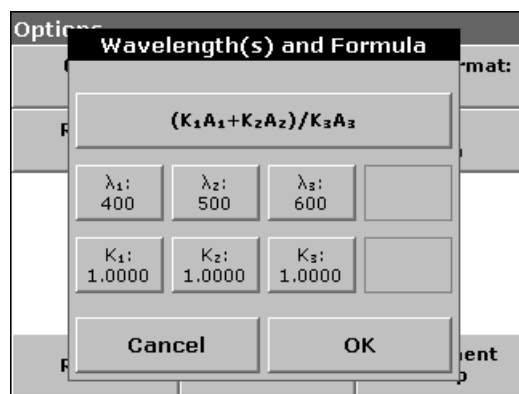 Options
Wavelength(s) and Formula
rmat:
(K₁A₁+K₂A₂)/K₃A₃
λ₁: λ₂: λ₃:
400 500 600
K₁: K₂: K₃:
1.0000 1.0000 1.0000
Cancel OK
ent